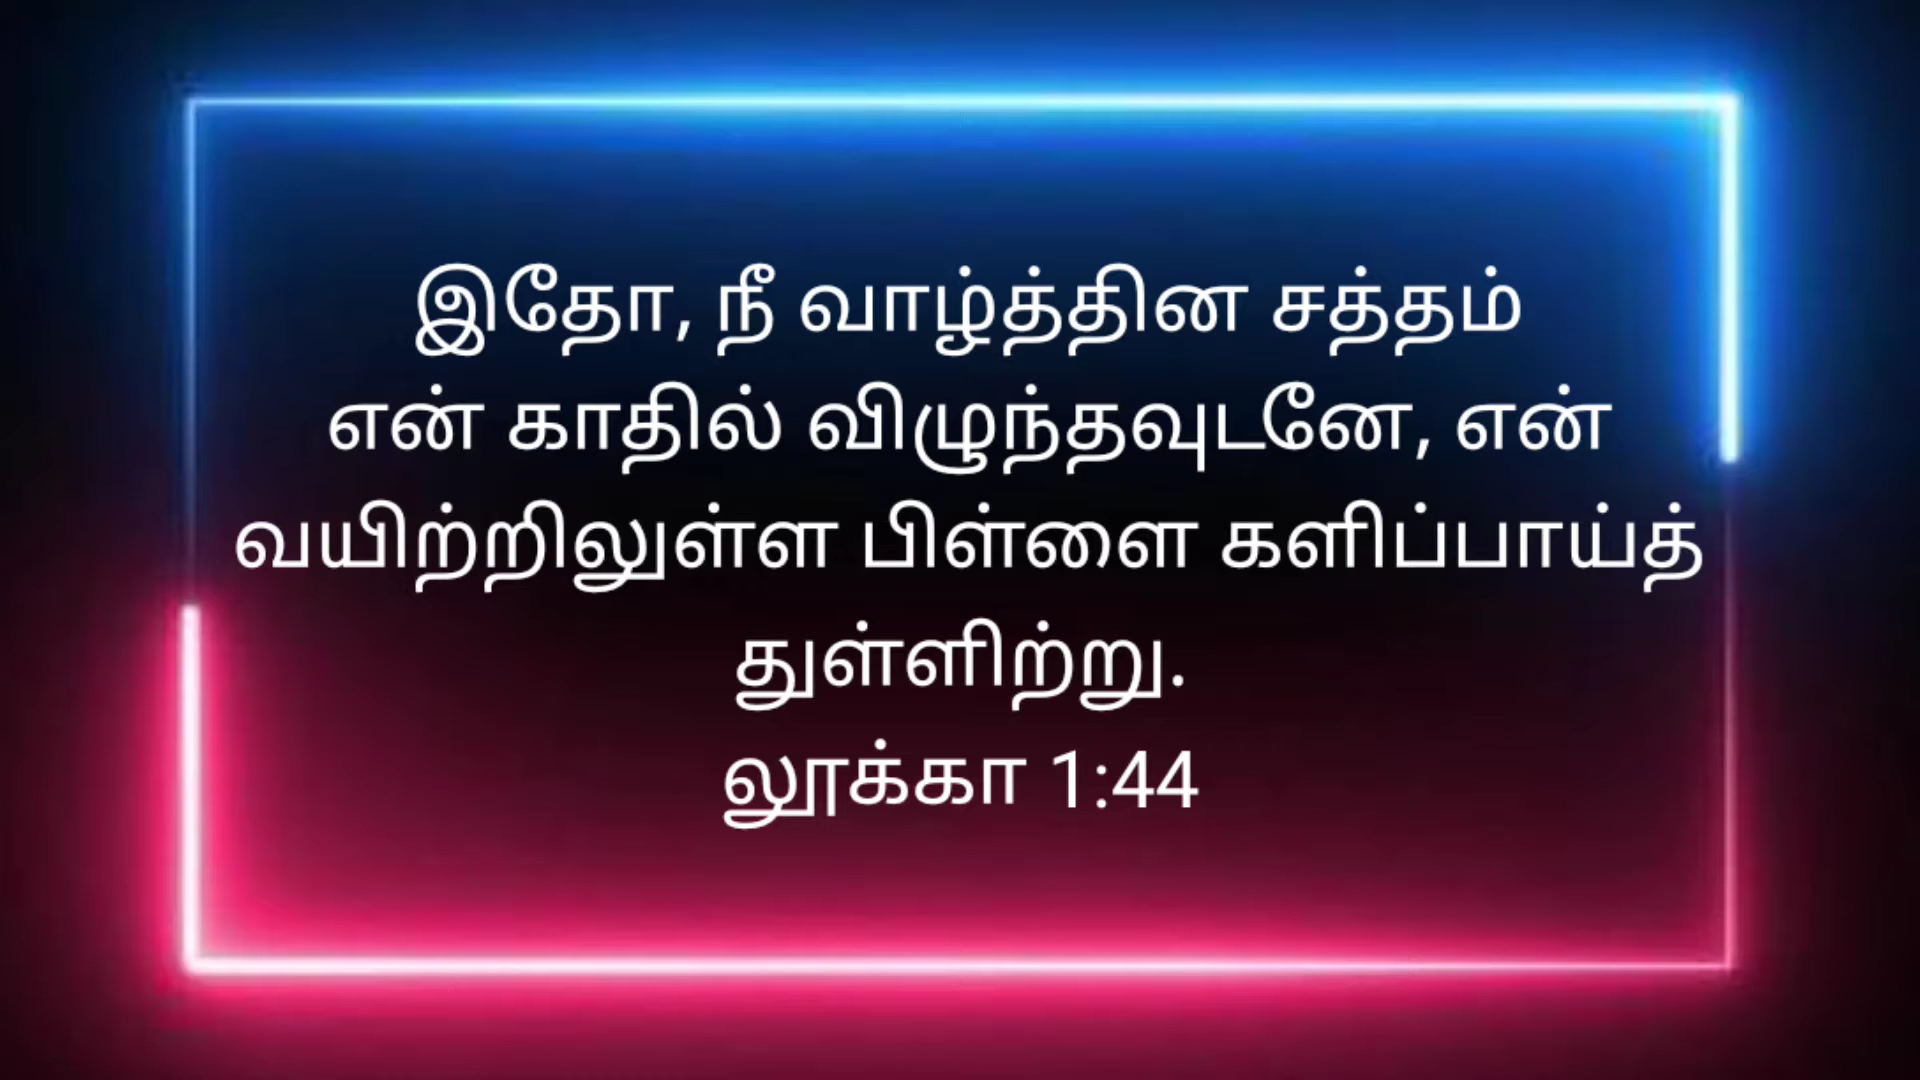 இதோ, நீ வாழ்த்தின சத்தம்
என் காதில் விழுந்தவுடனே, என்
வயிற்றிலுள்ள பிள்ளை களிப்பாய்த்
துள்ளிற்று.
லூக்கா 1:44